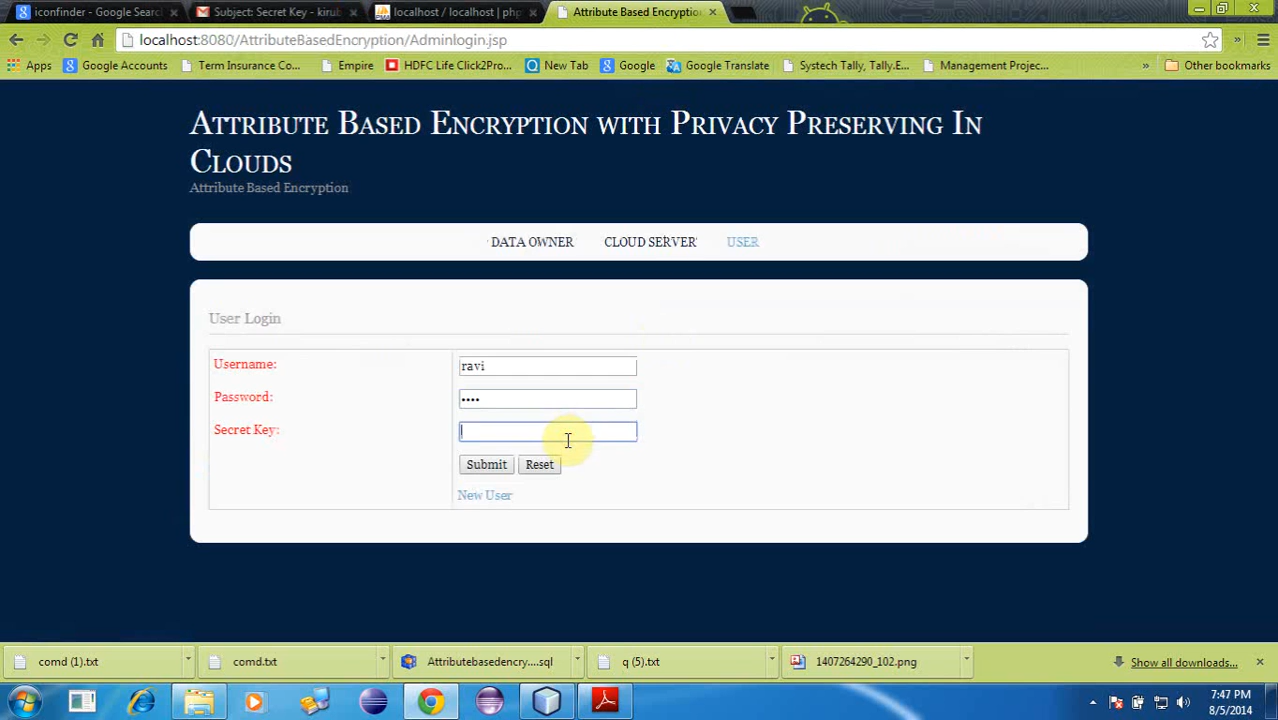 iconfinder - Google Searc
Subject: Secret Key - kirub
localhost / localhost | php
Attribute Based Encryptio
localhost:8080/AttributeBasedEncryption/Adminlogin.jsp
Apps Google Accounts Term Insurance Co... Empire HDFC Life Click2Pro... New Tab Google Google Translate Systech Tally, Tally.E... Management Projec... » Other bookmarks
ATTRIBUTE BASED ENCRYPTION WITH PRIVACY PRESERVING IN
CLOUDS
Attribute Based Encryption
DATA OWNER CLOUD SERVER USER
User Login
Username: ravi
Password: ••••
Secret Key:
Submit Reset
New User
comd (1).txt comd.txt Attributebasedencry....sql q (5).txt 1407264290_102.png Show all downloads...
7:47 PM
8/5/2014